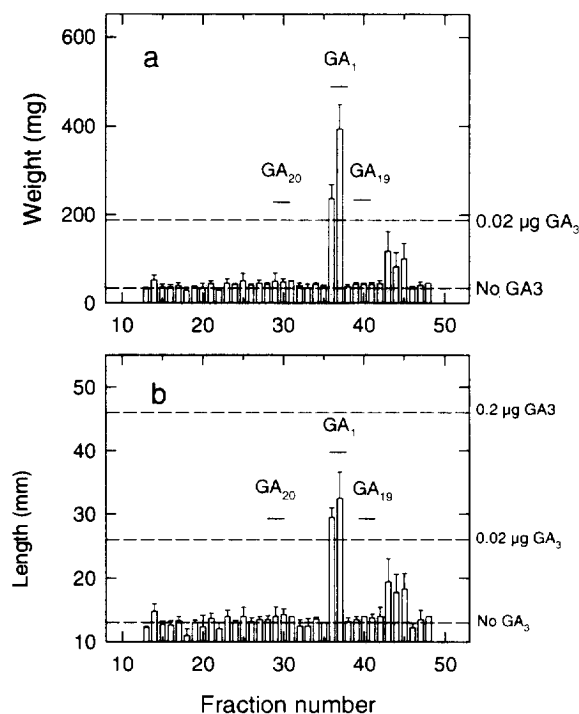 a
Weight (mg)
600
400
200
0
GA₁
GA₂₀
GA₁₉
0.02 µg GA₃
No GA3
10 20 30 40 50
b
Length (mm)
50
40
30
20
10
0.2 µg GA3
GA₁
GA₂₀
GA₁₉
0.02 µg GA₃
No GA₃
10 20 30 40 50
Fraction number